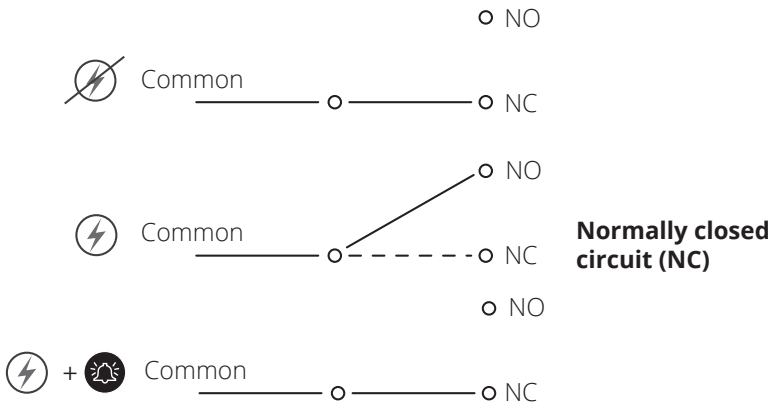 NO
Common
NC
NO
Common
NC
Normally closed
circuit (NC)
NO
+
Common
NC